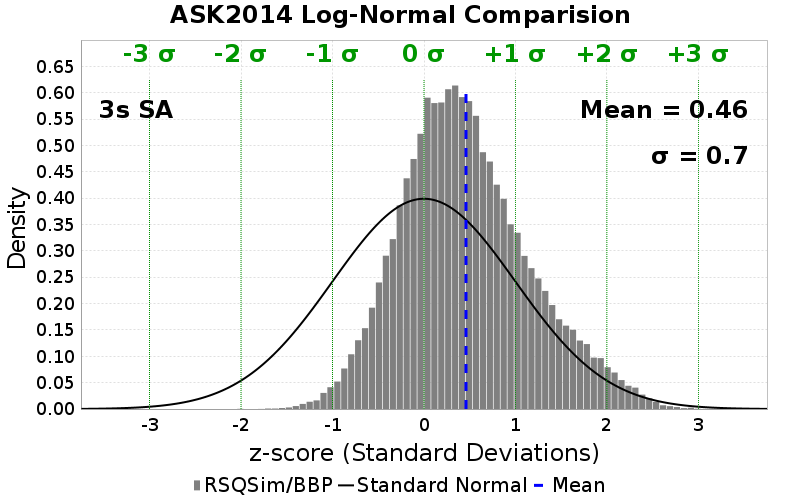 ASK2014 Log-Normal Comparision
-3 σ -2 σ -1 σ 0 σ +1 σ +2 σ +3 σ
0.65
0.60
3s SA
Mean = 0.46
0.55
0.50
σ = 0.7
0.45
0.40
0.35
0.30
0.25
0.20
0.15
0.10
0.05
0.00
Density
-3 -2 -1 0 1 2 3
z-score (Standard Deviations)
RSQSim/BBP Standard Normal Mean